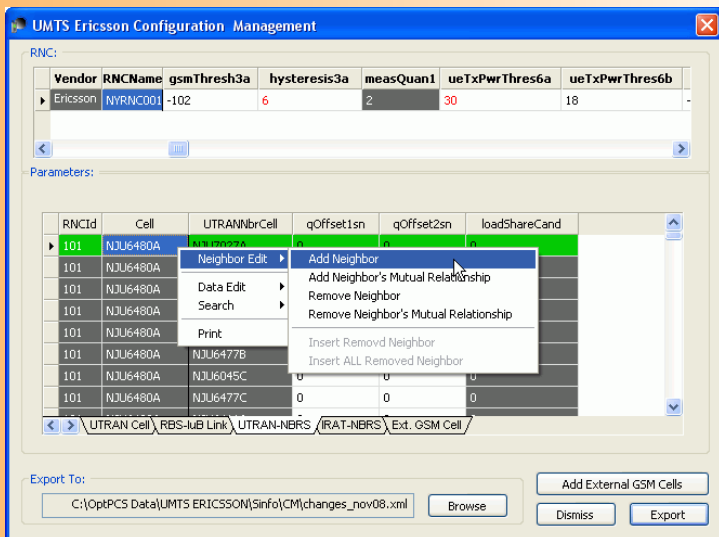 UMTS Ericsson Configuration Management
RNC:
Vendor RNCName gsmThresh3a hysteresis3a measQuan1 ueTxPwrThres6a ueTxPwrThres6b
Ericsson NYRNC001 -102 6 2 30 18 -
Parameters:
RNCId Cell UTRANNbrCell qOffset1sn qOffset2sn loadShareCand
101 NJU6480A NJU7027A 0 0 0
101 NJU6480A
101 NJU6480A
101 NJU6480A
101 NJU6480A
101 NJU6480A NJU6477B
101 NJU6480A NJU6045C 0 0 0
101 NJU6480A NJU6477C 0 0 0
Neighbor Edit
Data Edit
Search
Print
Add Neighbor
Add Neighbor's Mutual Relationship
Remove Neighbor
Remove Neighbor's Mutual Relationship
Insert Removd Neighbor
Insert ALL Removed Neighbor
UTRAN Cell RBS-IuB Link UTRAN-NBRS IRAT-NBRS Ext. GSM Cell
Export To:
C:\OptPCS Data\UMTS ERICSSON\Sinfo\CM\changes_nov08.xml Browse
Add External GSM Cells
Dismiss Export